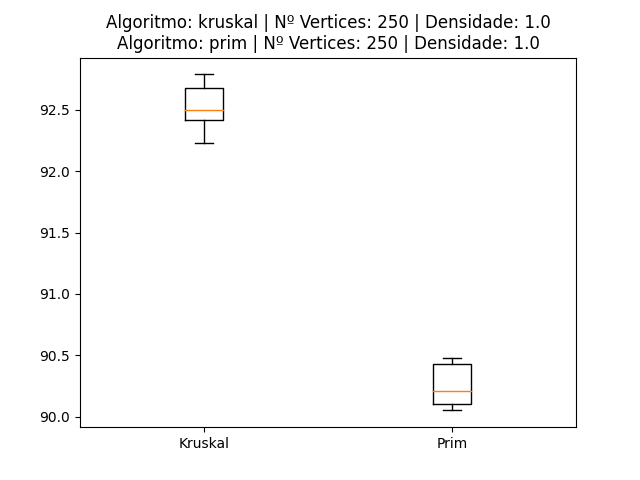 Algoritmo: kruskal | Nº Vertices: 250 | Densidade: 1.0
Algoritmo: prim | Nº Vertices: 250 | Densidade: 1.0
92.5
92.0
91.5
91.0
90.5
90.0
Kruskal Prim